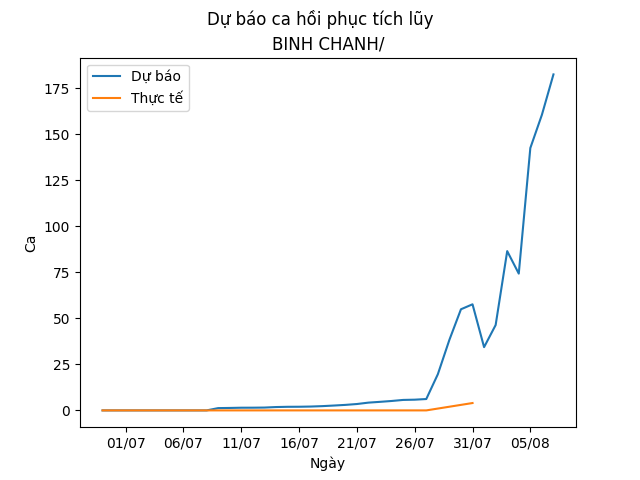 Dự báo ca hồi phục tích lũy
BINH CHANH/
Dự báo
Thực tế
175
150
125
100
75
50
25
0
Ca
01/07 06/07 11/07 16/07 21/07 26/07 31/07 05/08
Ngày